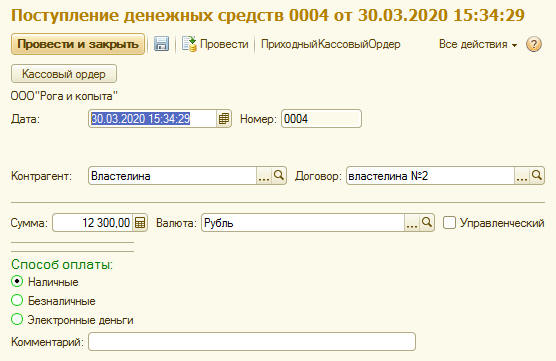 Поступление денежных средств 0004 от 30.03.2020 15:34:29
Провести и закрыть Провести ПриходныйКассовыйОрдер Все действия ?
Кассовый ордер
ООО"Рога и копыта"
Дата: 30.03.2020 15:34:29 Номер: 0004
Контрагент: Властелина ... Договор: властелина №2 ...
Сумма: 12 300,00 Валюта: Рубль ... Управленческий
Способ оплаты:
Наличные
Безналичные
Электронные деньги
Комментарий: